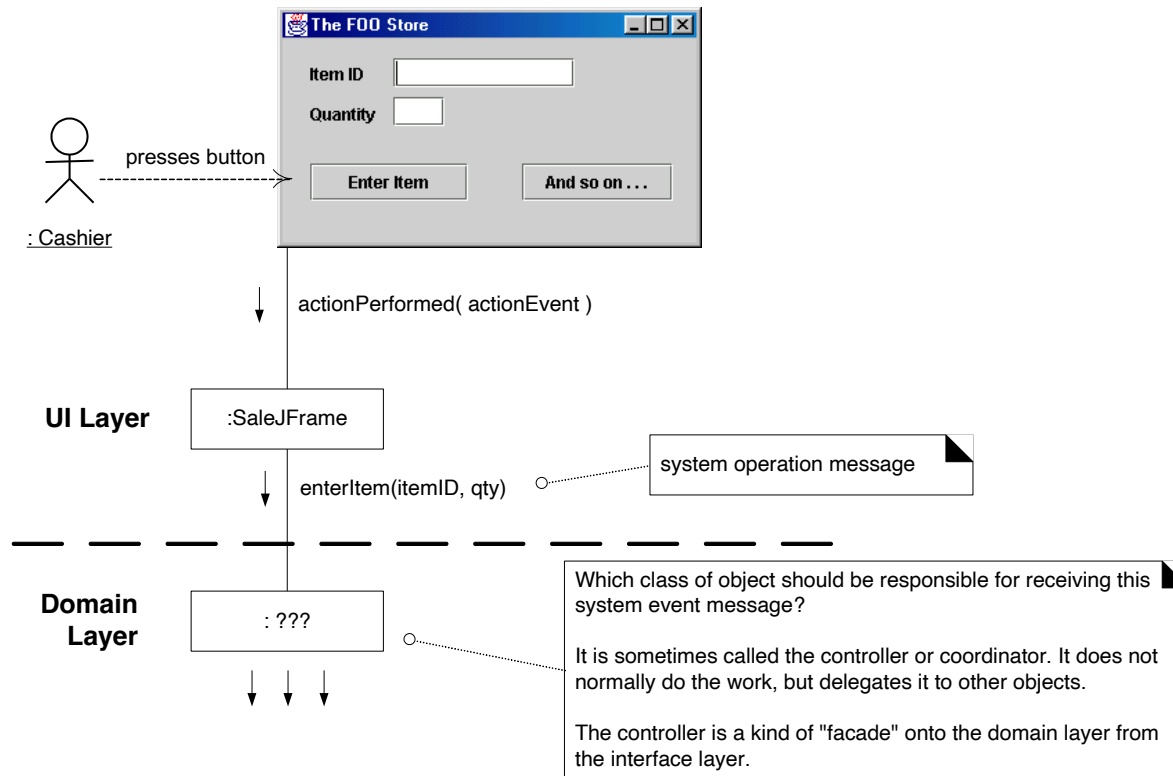 The FOO Store
Item ID
Quantity
presses button
Enter Item
And so on . . .
: Cashier
actionPerformed( actionEvent )
UI Layer
:SaleJFrame
system operation message
enterItem(itemID, qty)
Domain
Layer
: ???
Which class of object should be responsible for receiving this
system event message?
It is sometimes called the controller or coordinator. It does not
normally do the work, but delegates it to other objects.
The controller is a kind of "facade" onto the domain layer from
the interface layer.